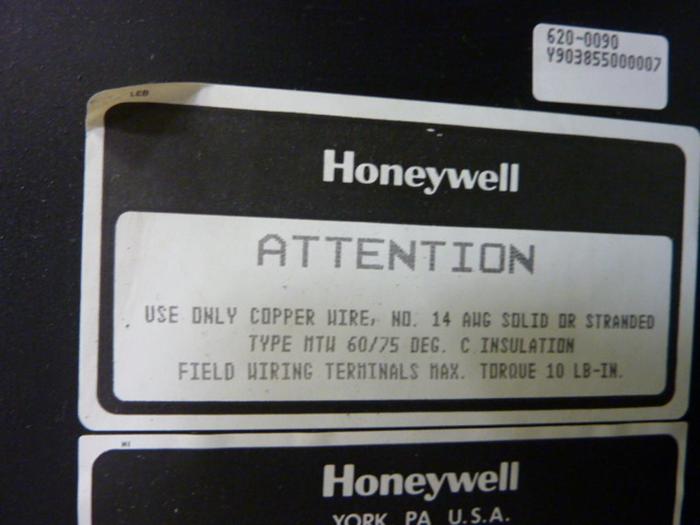 620-0090
Y903855000007
LCB
Honeywell
ATTENTION
USE ONLY COPPER WIRE, NO. 14 AWG SOLID OR STRANDED
TYPE MTW 60/75 DEG. C INSULATION
FIELD WIRING TERMINALS MAX. TORQUE 10 LB-IN.
Honeywell
YORK, PA U.S.A.